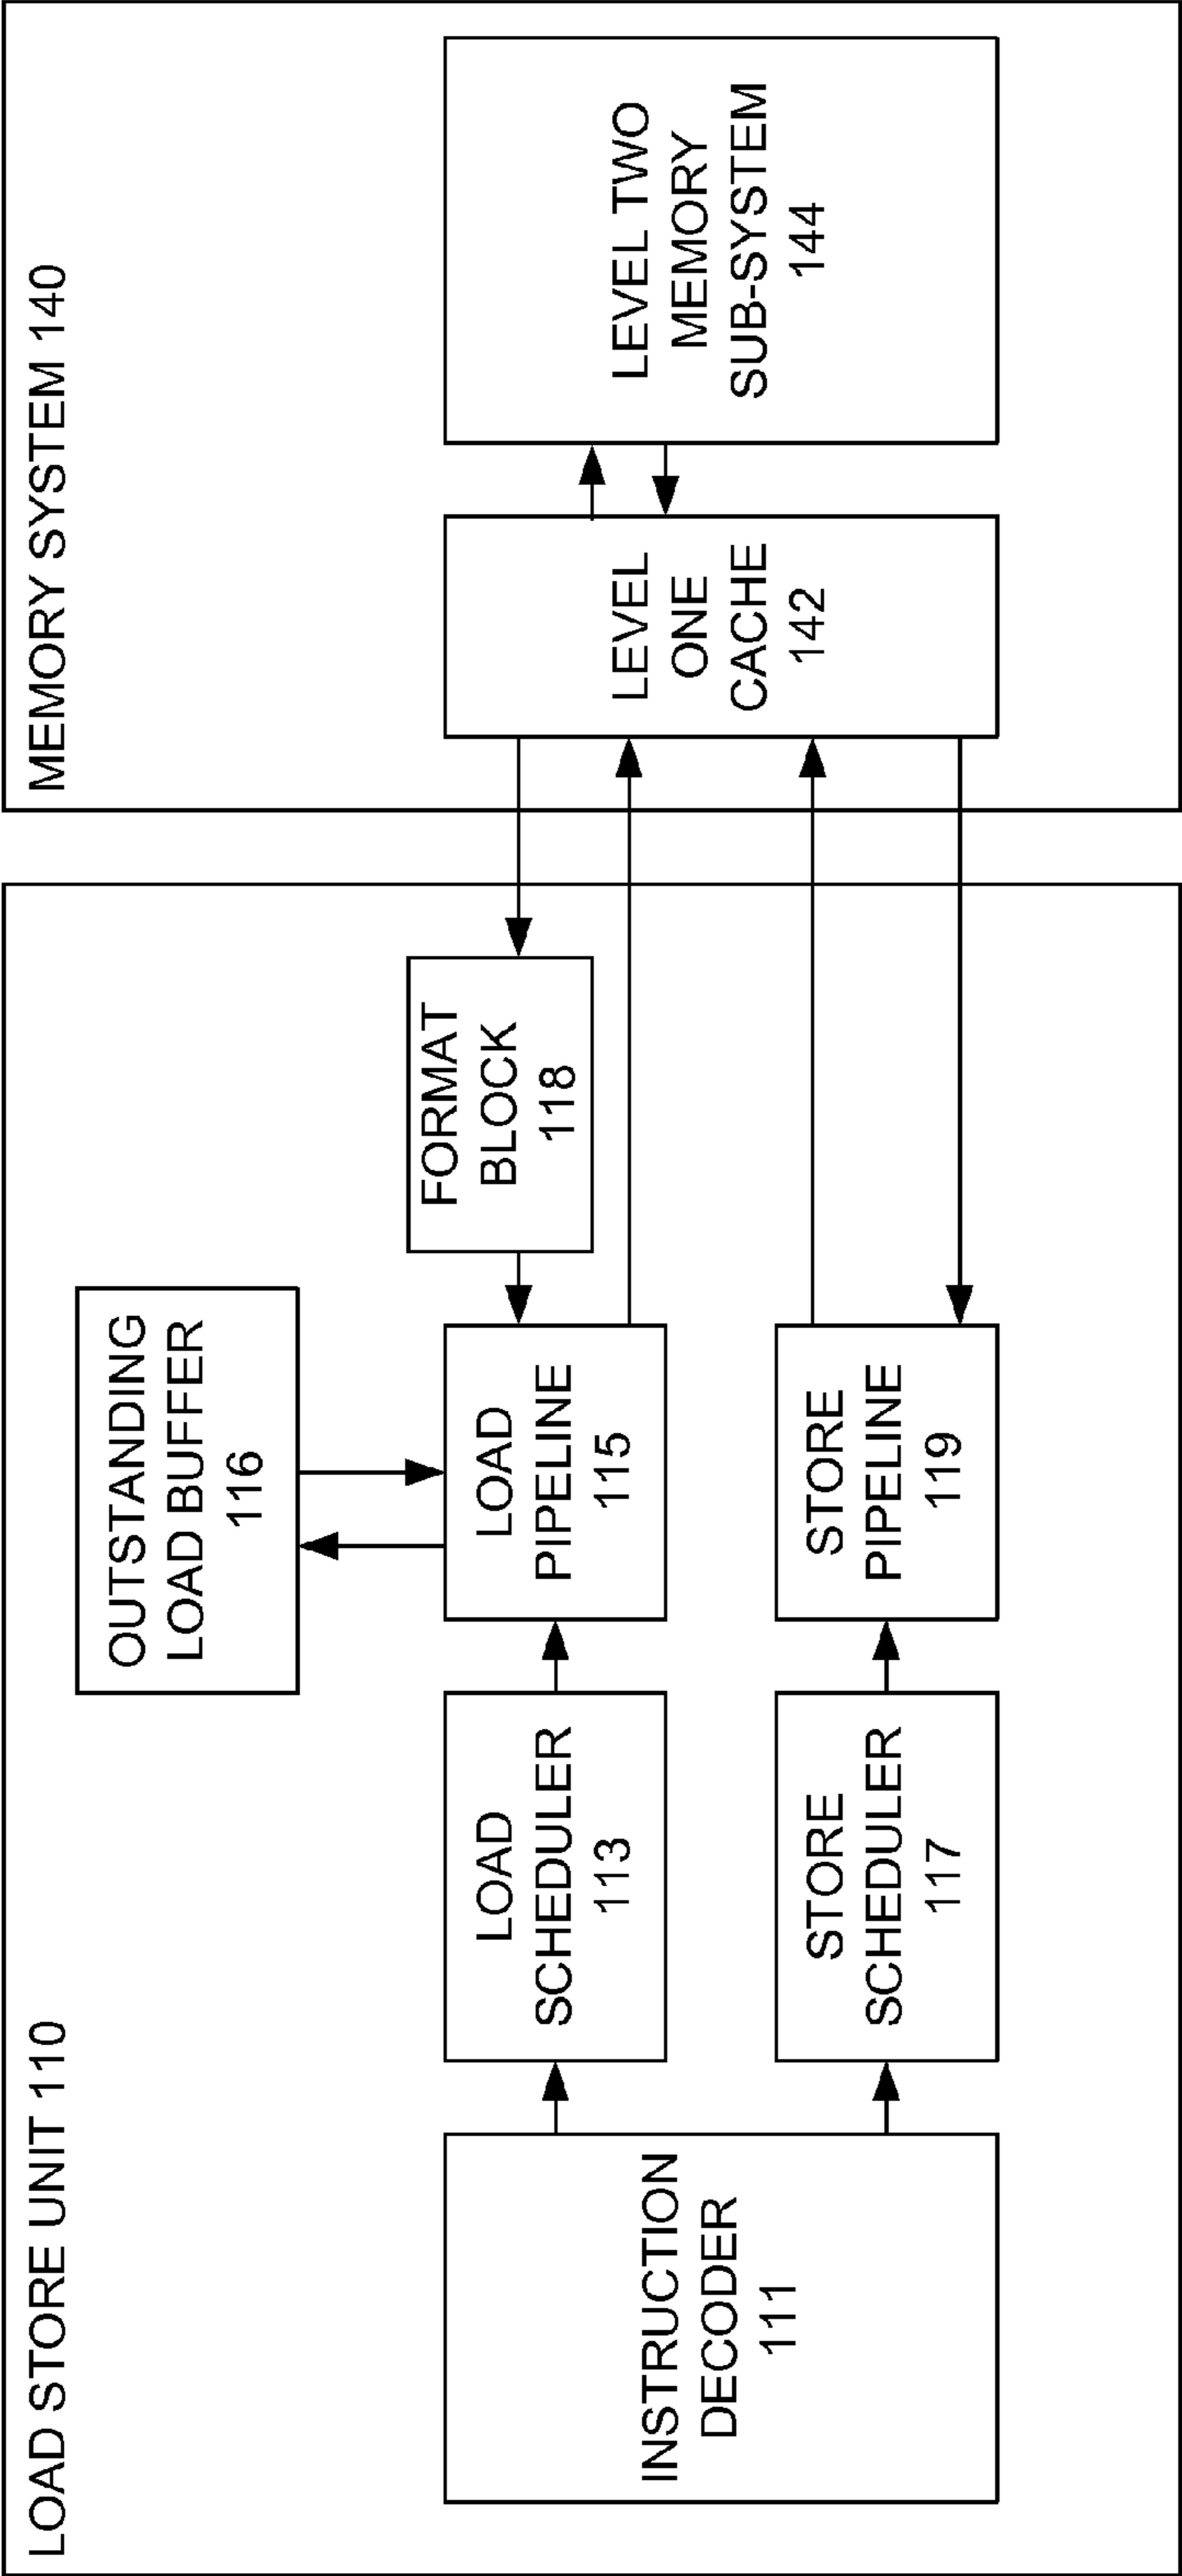 LOAD STORE UNIT 110
INSTRUCTION
DECODER
111
LOAD
SCHEDULER
113
STORE
SCHEDULER
117
OUTSTANDING
LOAD BUFFER
116
LOAD
PIPELINE
115
STORE
PIPELINE
119
FORMAT
BLOCK
118
MEMORY SYSTEM 140
LEVEL
ONE
CACHE
142
LEVEL TWO
MEMORY
SUB-SYSTEM
144